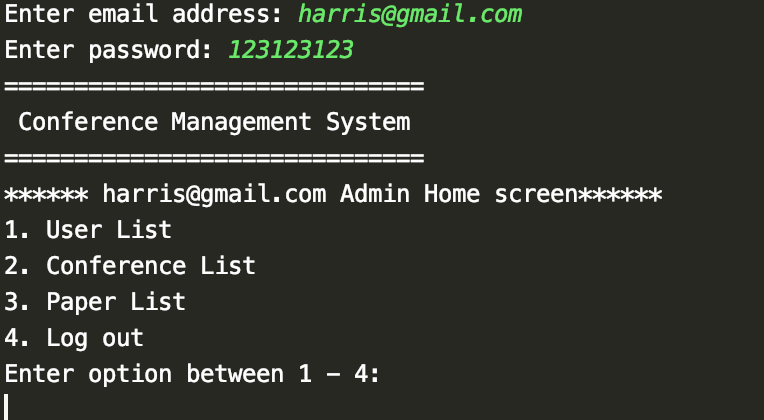 Enter email address: harris@gmail.com
Enter password: 123123123
==============================
Conference Management System
==============================
****** harris@gmail.com Admin Home screen******
1. User List
2. Conference List
3. Paper List
4. Log out
Enter option between 1 - 4: